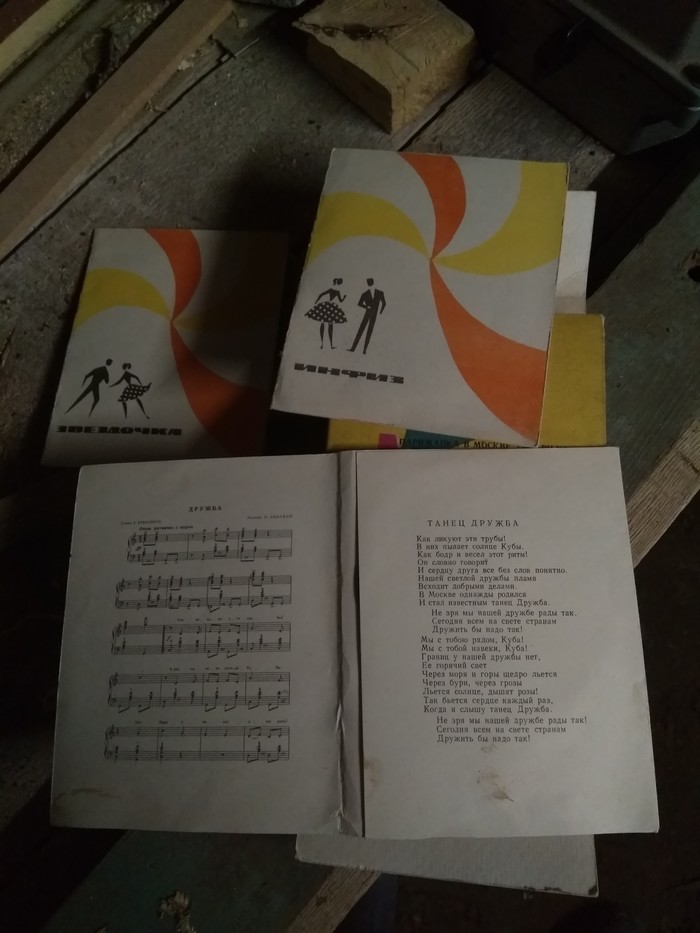 ИНФИЗ
ЗВЕЗДОЧКА
ПАРИЖАНКА В МОСКВЕ
ДРУЖБА
ТАНЕЦ ДРУЖБА
Как ликуют эти трубы!
В них пылает солнце Кубы.
Как бодр и весел этот ритм!
Он словно говорит
И сердцу друга все без слов понятно.
Нашей светлой дружбы пламя
Всходит добрыми делами.
В Москве однажды родился
И стал известным танец Дружба.
Не зря мы нашей дружбе рады так.
Сегодня всем на свете странам
Дружить бы надо так!
Мы с тобою рядом, Куба!
Мы с тобой навеки, Куба!
Границ у нашей дружбы нет,
Ее горячий свет
Через моря и горы щедро льется
Через бури, через грозы
Льется солнце, дышат розы!
Так бьется сердце каждый раз,
Когда я слышу танец Дружба.
Не зря мы нашей дружбе рады так!
Сегодня всем на свете странам
Дружить бы надо так!